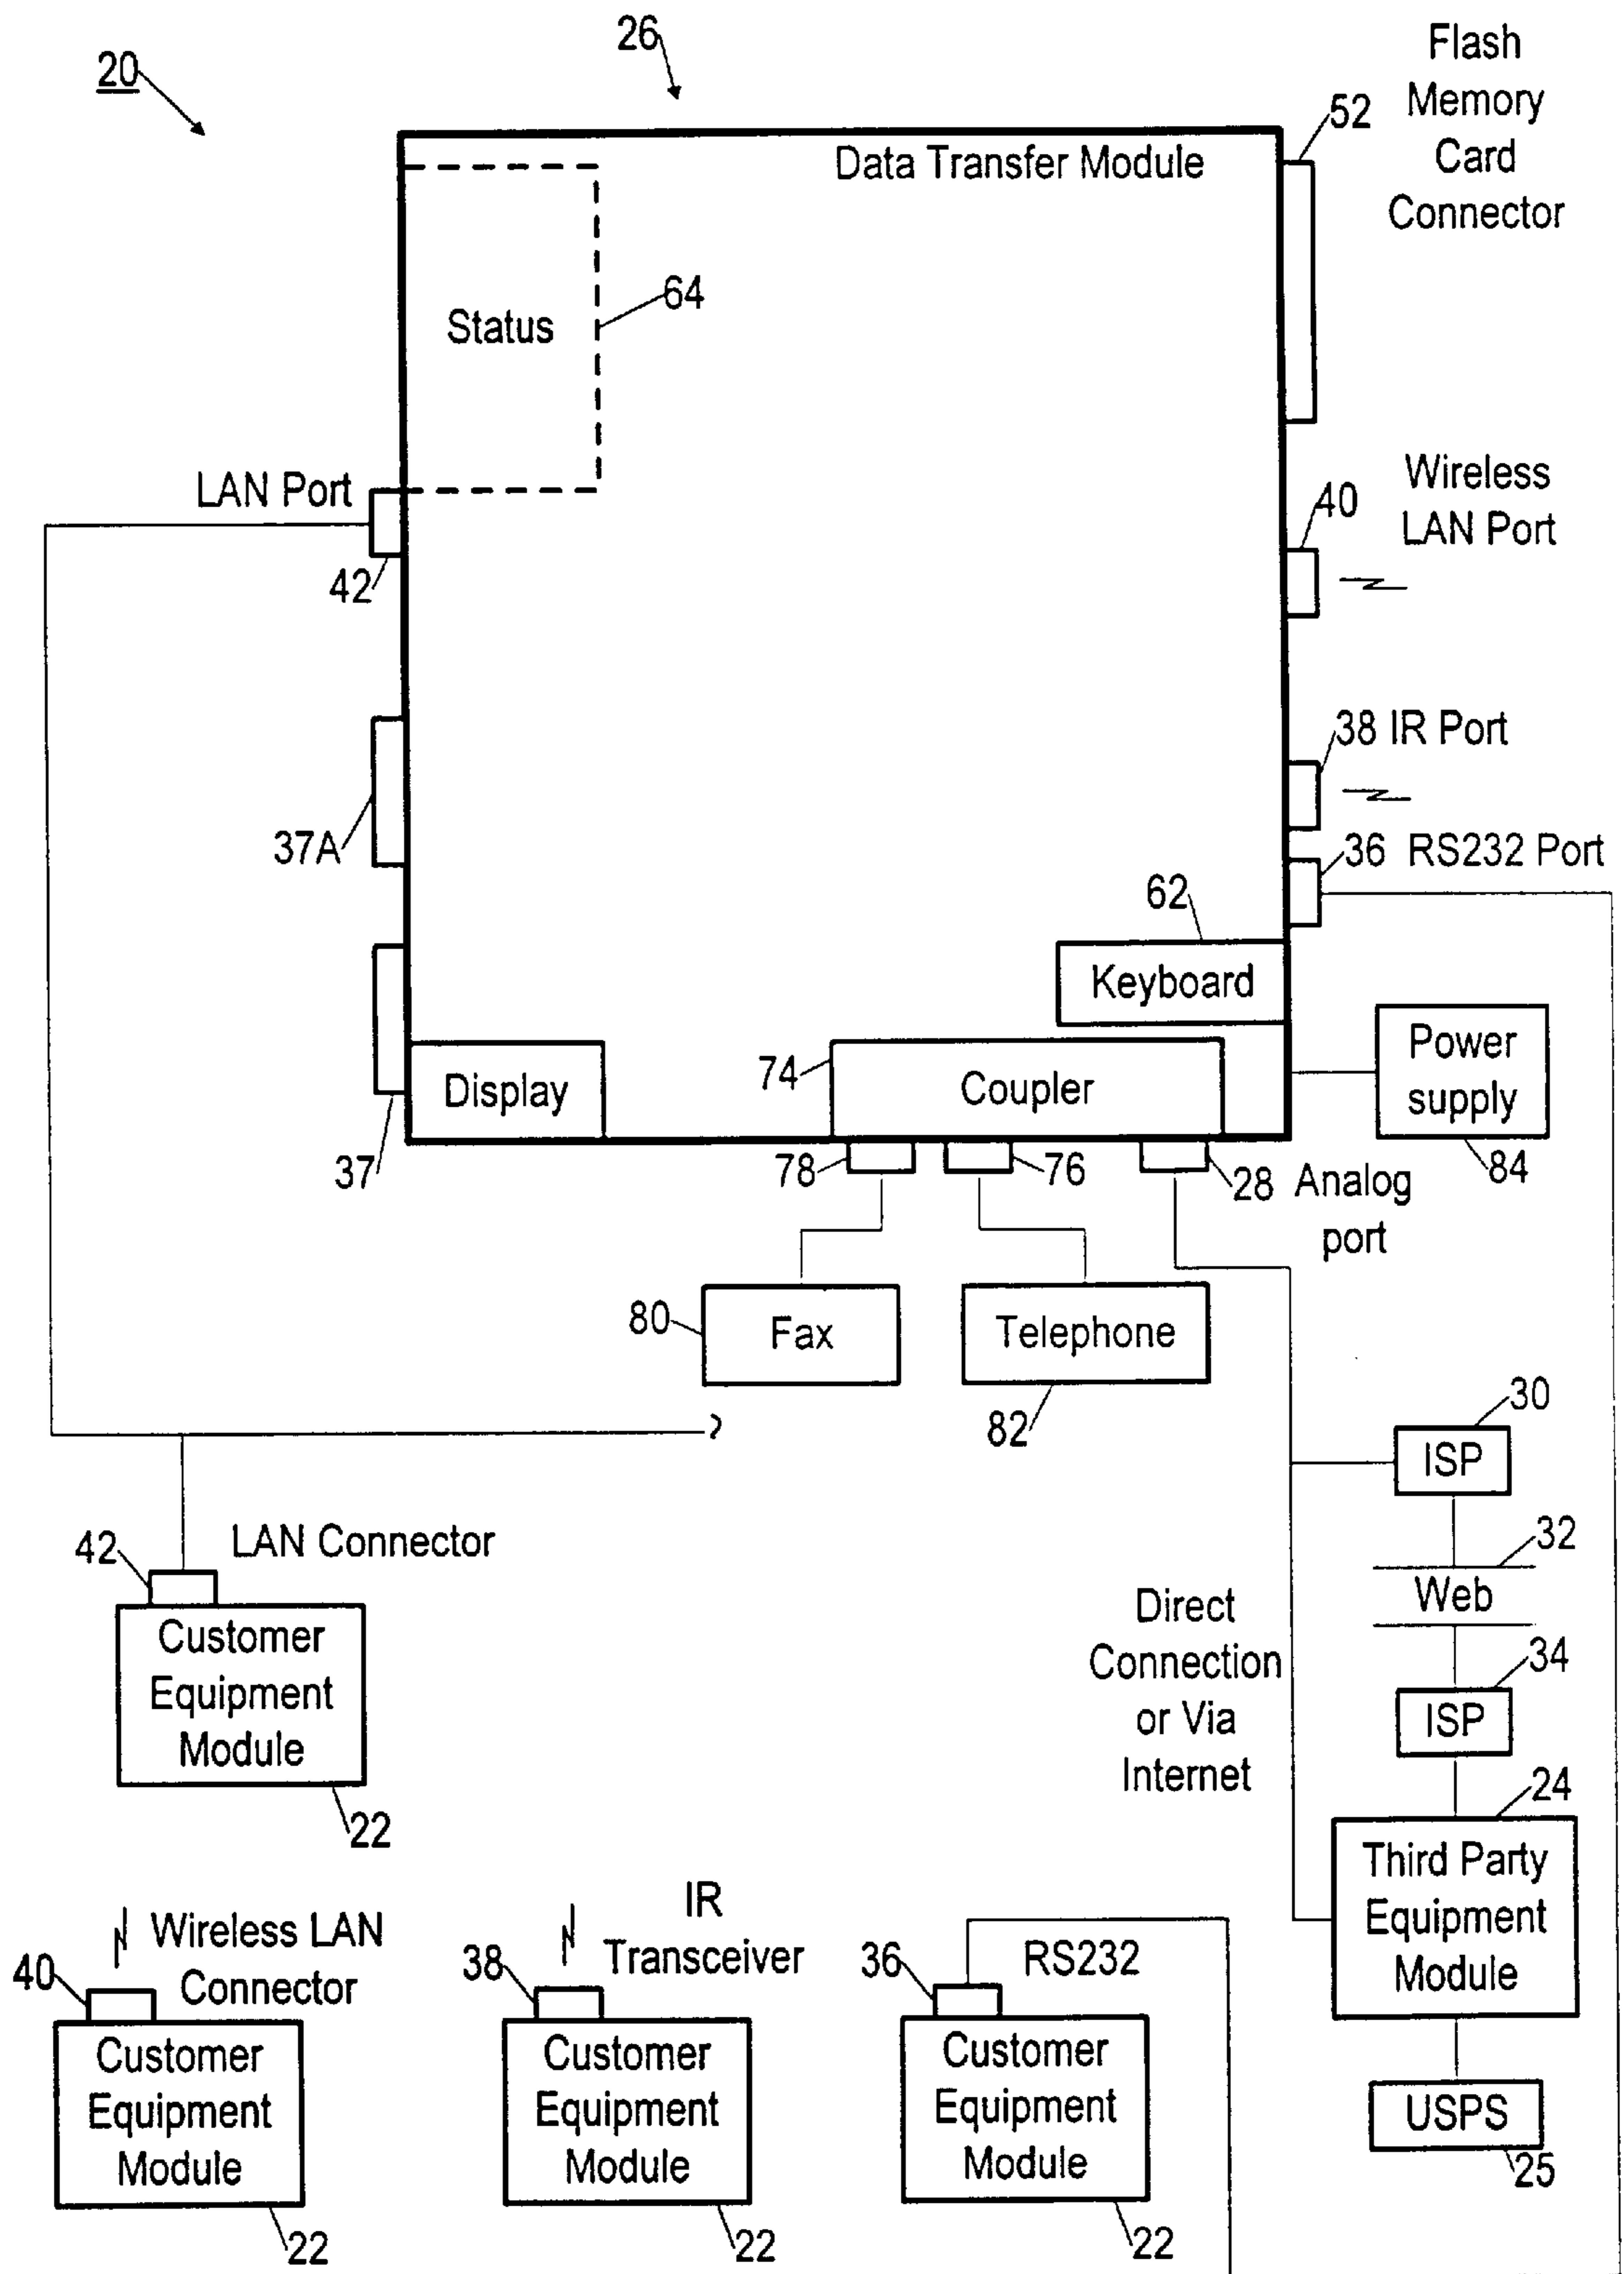 20
26
Flash
Memory
Card
Connector
52
Data Transfer Module
Status
64
LAN Port
42
Wireless
LAN Port
40
38 IR Port
37A
36 RS232 Port
62
Keyboard
Power
supply
84
74
Coupler
Display
37
78
76
28 Analog
port
80
Fax
Telephone
82
30
ISP
32
Web
34
ISP
Direct
Connection
or Via
Internet
42
LAN Connector
Customer
Equipment
Module
22
24
Third Party
Equipment
Module
USPS
25
Wireless LAN
Connector
40
Customer
Equipment
Module
22
IR
Transceiver
38
Customer
Equipment
Module
22
RS232
36
Customer
Equipment
Module
22